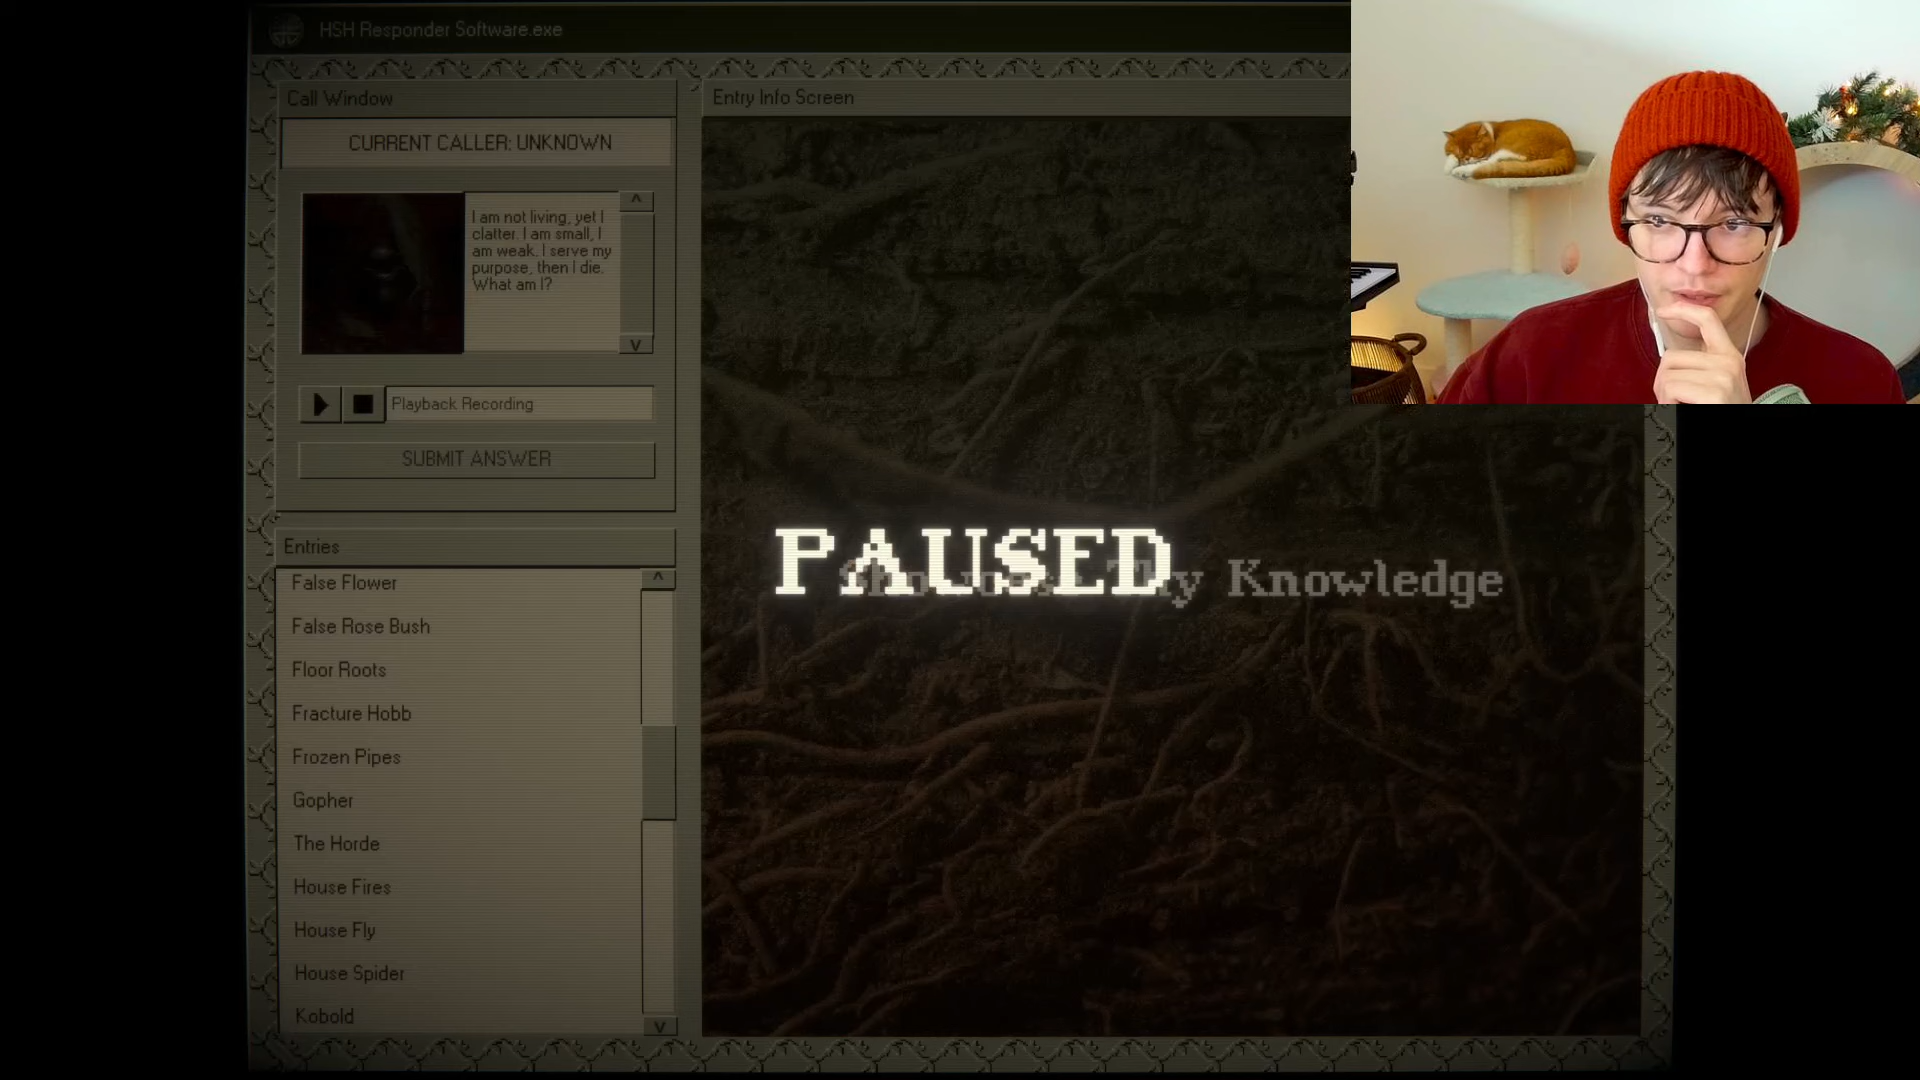 HSH Responder Software.exe
Call Window
CURRENT CALLER: UNKNOWN
I am not living, yet I
clatter. I am small, I
am weak. I serve my
purpose, then I die.
What am I?
Playback Recording
SUBMIT ANSWER
Entries
False Flower
False Rose Bush
Floor Roots
Fracture Hobb
Frozen Pipes
Gopher
The Horde
House Fires
House Fly
House Spider
Kobold
Entry Info Screen
PAUSED
Thy Knowledge